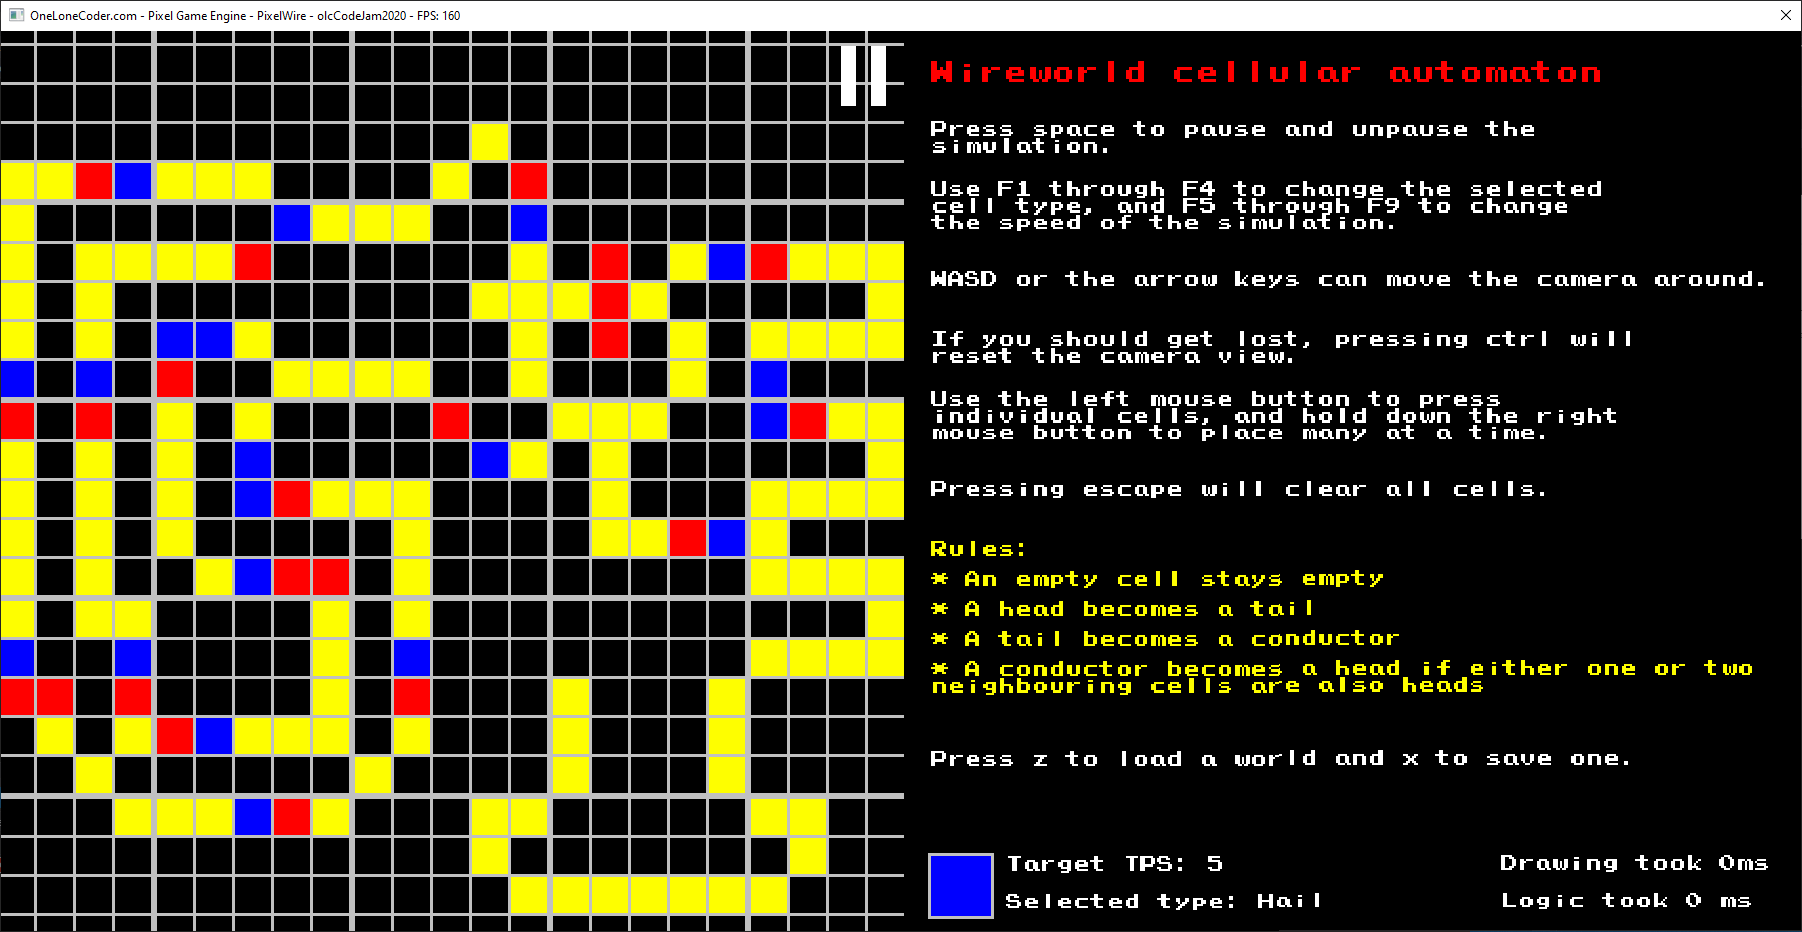 OneLoneCoder.com - Pixel Game Engine - PixelWire - olcCodeJam2020 - FPS: 160
Wireworld cellular automaton
Press space to pause and unpause the
simulation.
Use F1 through F4 to change the selected
cell type, and F5 through F9 to change
the speed of the simulation.
WASD or the arrow keys can move the camera around.
If you should get lost, pressing ctrl will
reset the camera view.
Use the left mouse button to press
individual cells, and hold down the right
mouse button to place many at a time.
Pressing escape will clear all cells.
Rules:
* An empty cell stays empty
* A head becomes a tail
* A tail becomes a conductor
* A conductor becomes a head if either one or two
neighbouring cells are also heads
Press z to load a world and x to save one.
Target TPS: 5
Selected type: Hail
Drawing took 0ms
Logic took 0 ms